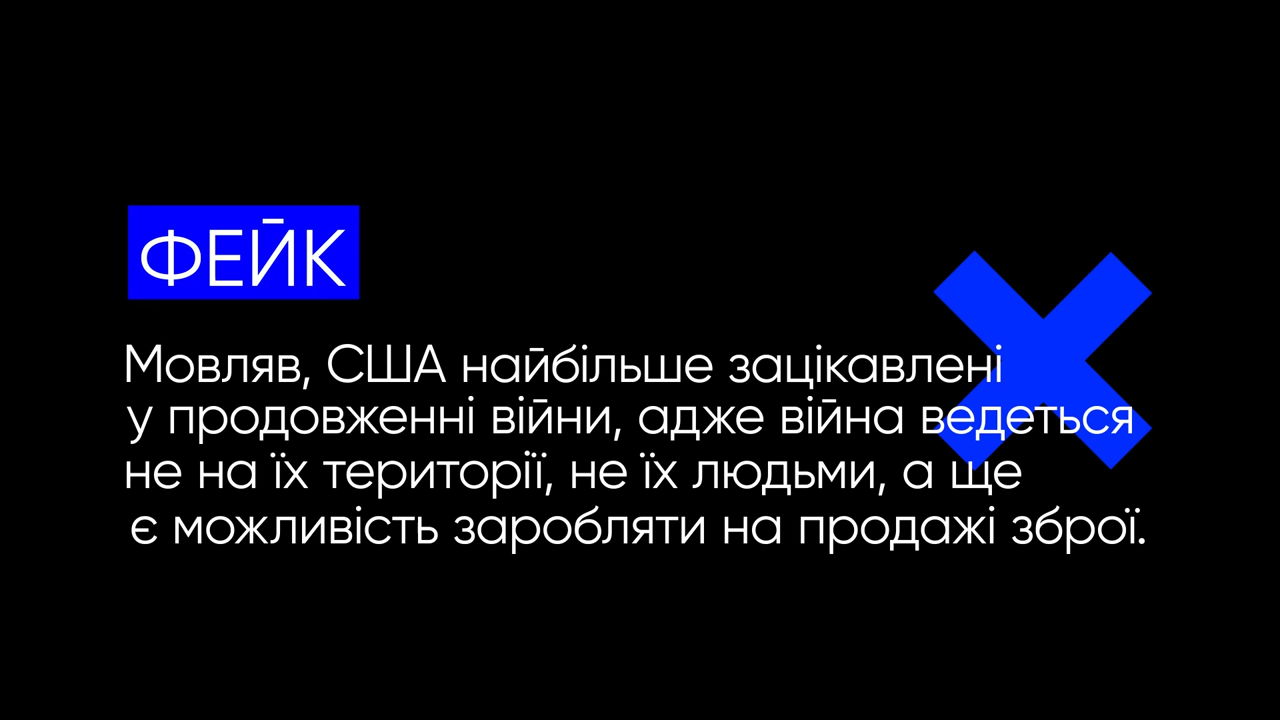 ФЕЙК
Мовляв, США найбільше зацікавлені
у продовженні війни, адже війна ведеться
не на їх території, не їх людьми, а ще
є можливість заробляти на продажі зброї.